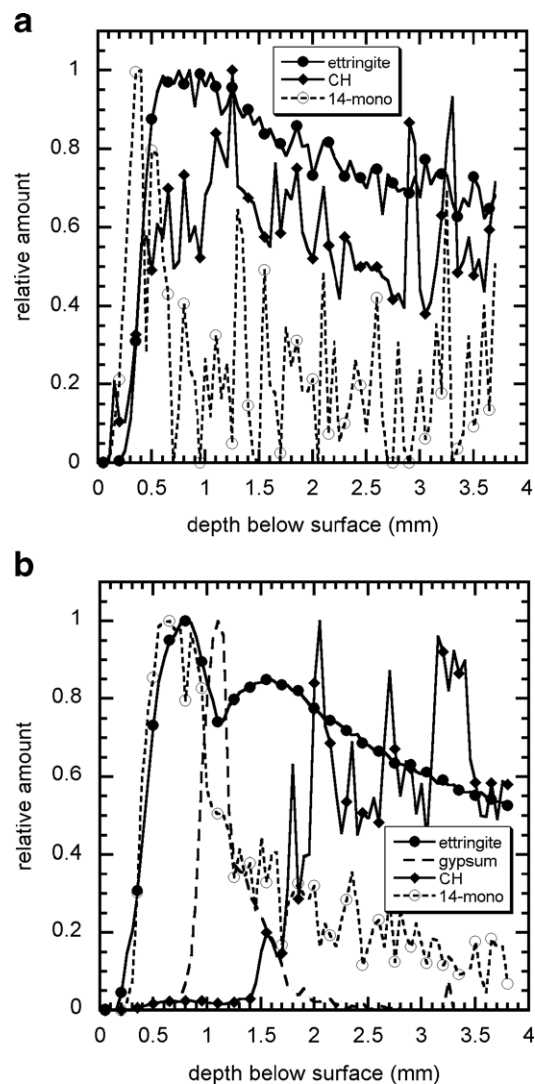 a
ettringite
CH
14-mono
1
0.8
0.6
0.4
0.2
0
relative amount
0 0.5 1 1.5 2 2.5 3 3.5 4
depth below surface (mm)
b
1
0.8
0.6
0.4
0.2
0
relative amount
ettringite
gypsum
CH
14-mono
0 0.5 1 1.5 2 2.5 3 3.5 4
depth below surface (mm)